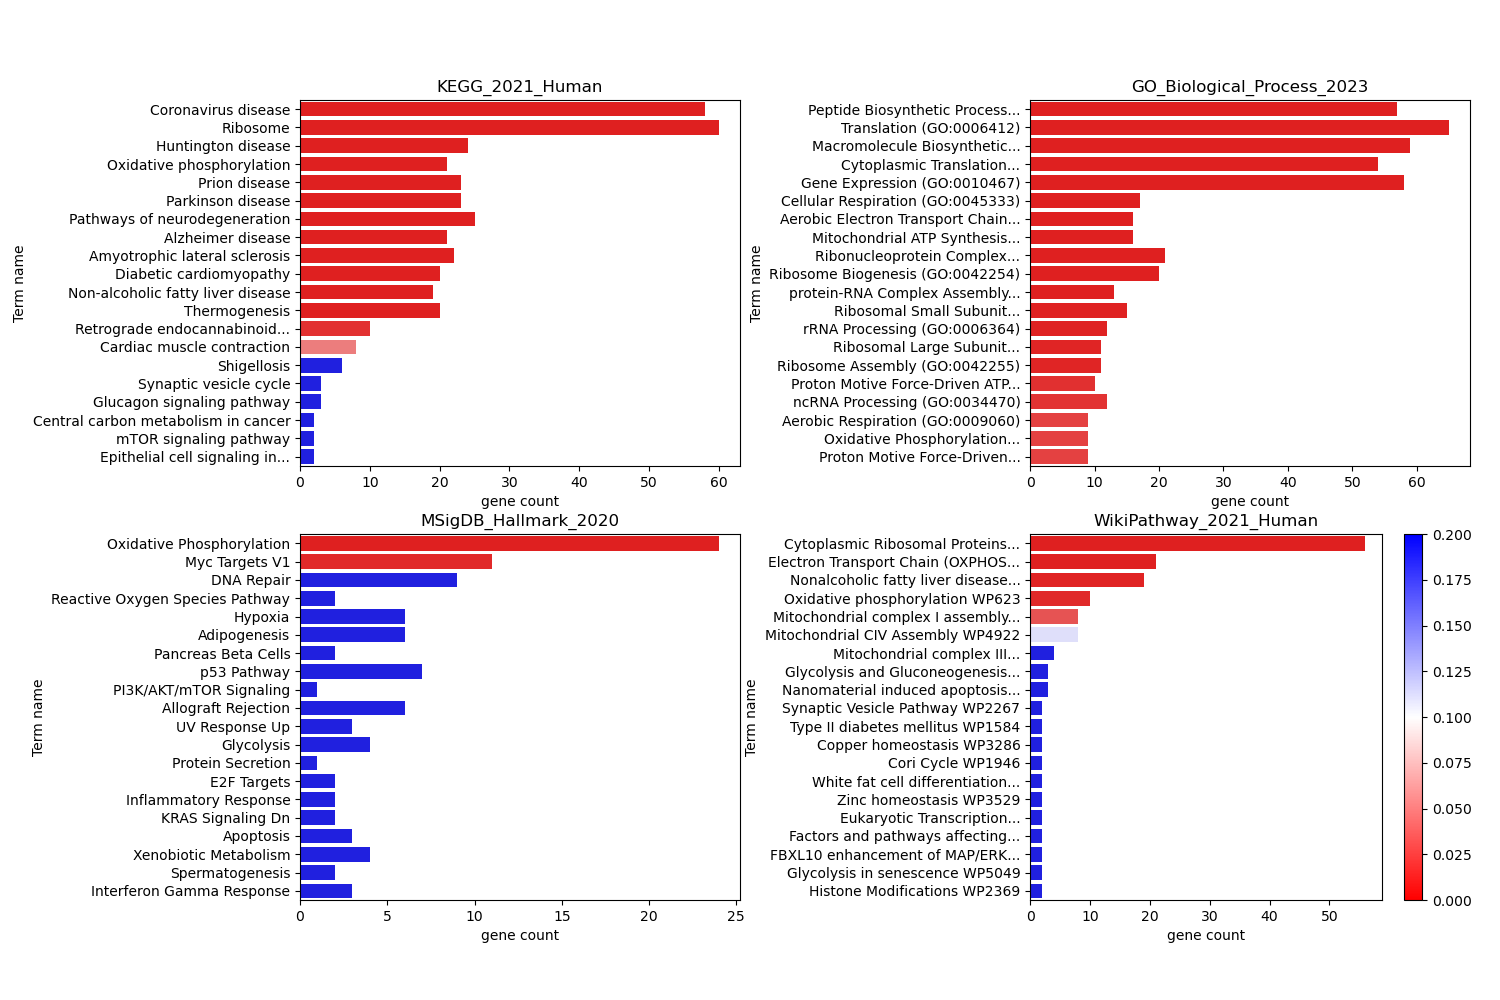 KEGG_2021_Human
Term name
Coronavirus disease
Ribosome
Huntington disease
Oxidative phosphorylation
Prion disease
Parkinson disease
Pathways of neurodegeneration
Alzheimer disease
Amyotrophic lateral sclerosis
Diabetic cardiomyopathy
Non-alcoholic fatty liver disease
Thermogenesis
Retrograde endocannabinoid...
Cardiac muscle contraction
Shigellosis
Synaptic vesicle cycle
Glucagon signaling pathway
Central carbon metabolism in cancer
mTOR signaling pathway
Epithelial cell signaling in...
0 10 20 30 40 50 60
gene count
GO_Biological_Process_2023
Term name
Peptide Biosynthetic Process...
Translation (GO:0006412)
Macromolecule Biosynthetic...
Cytoplasmic Translation...
Gene Expression (GO:0010467)
Cellular Respiration (GO:0045333)
Aerobic Electron Transport Chain...
Mitochondrial ATP Synthesis...
Ribonucleoprotein Complex...
Ribosome Biogenesis (GO:0042254)
protein-RNA Complex Assembly...
Ribosomal Small Subunit...
rRNA Processing (GO:0006364)
Ribosomal Large Subunit...
Ribosome Assembly (GO:0042255)
Proton Motive Force-Driven ATP...
ncRNA Processing (GO:0034470)
Aerobic Respiration (GO:0009060)
Oxidative Phosphorylation...
Proton Motive Force-Driven...
0 10 20 30 40 50 60
gene count
MSigDB_Hallmark_2020
Term name
Oxidative Phosphorylation
Myc Targets V1
DNA Repair
Reactive Oxygen Species Pathway
Hypoxia
Adipogenesis
Pancreas Beta Cells
p53 Pathway
PI3K/AKT/mTOR Signaling
Allograft Rejection
UV Response Up
Glycolysis
Protein Secretion
E2F Targets
Inflammatory Response
KRAS Signaling Dn
Apoptosis
Xenobiotic Metabolism
Spermatogenesis
Interferon Gamma Response
0 5 10 15 20 25
gene count
WikiPathway_2021_Human
Term name
Cytoplasmic Ribosomal Proteins...
Electron Transport Chain (OXPHOS...
Nonalcoholic fatty liver disease...
Oxidative phosphorylation WP623
Mitochondrial complex I assembly...
Mitochondrial CIV Assembly WP4922
Mitochondrial complex III...
Glycolysis and Gluconeogenesis...
Nanomaterial induced apoptosis...
Synaptic Vesicle Pathway WP2267
Type II diabetes mellitus WP1584
Copper homeostasis WP3286
Cori Cycle WP1946
White fat cell differentiation...
Zinc homeostasis WP3529
Eukaryotic Transcription...
Factors and pathways affecting...
FBXL10 enhancement of MAP/ERK...
Glycolysis in senescence WP5049
Histone Modifications WP2369
0 10 20 30 40 50
gene count
0.200
0.175
0.150
0.125
0.100
0.075
0.050
0.025
0.000